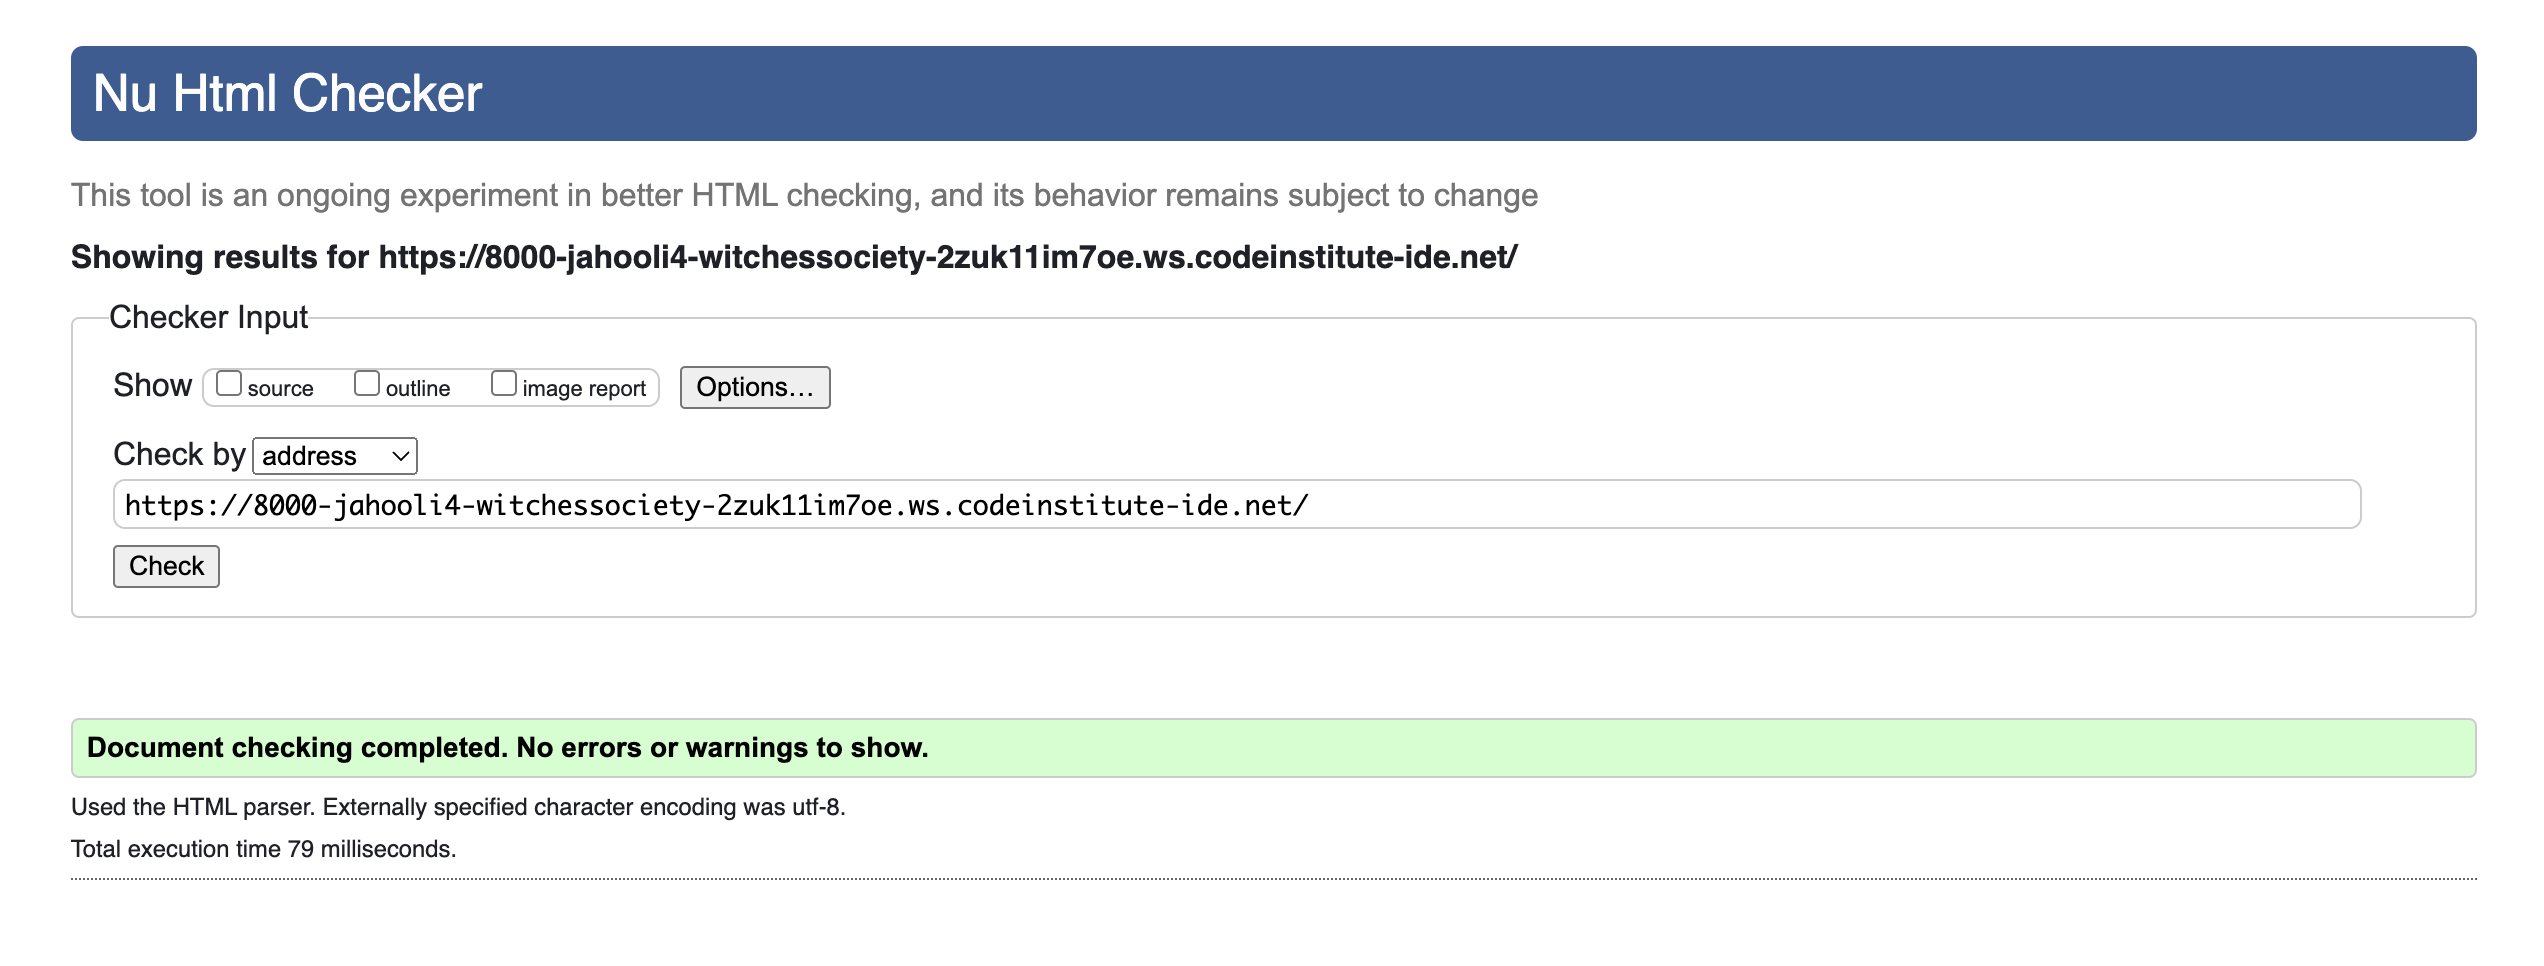 Nu Html Checker
This tool is an ongoing experiment in better HTML checking, and its behavior remains subject to change
Showing results for https://8000-jahooli4-witchessociety-2zuk11im7oe.ws.codeinstitute-ide.net/
Checker Input
Show source outline image report Options...
Check by address
https://8000-jahooli4-witchessociety-2zuk11im7oe.ws.codeinstitute-ide.net/
Check
Document checking completed. No errors or warnings to show.
Used the HTML parser. Externally specified character encoding was utf-8.
Total execution time 79 milliseconds.